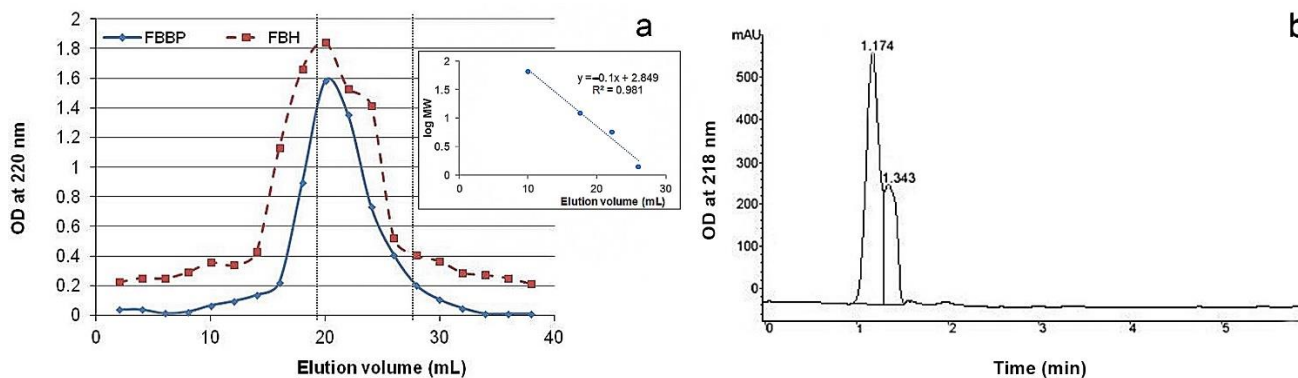 a
FBBP FBH
OD at 220 nm
2
1.8
1.6
1.4
1.2
1
0.8
0.6
0.4
0.2
0
0 10 20 30 40
Elution volume (mL)
y = –0.1x + 2.849
R² = 0.981
log MW
2
1.5
1
0.5
0
0 10 20 30
Elution volume (mL)
b
mAU
OD at 218 nm
500
400
300
200
100
0
1.174
1.343
0 1 2 3 4 5
Time (min)